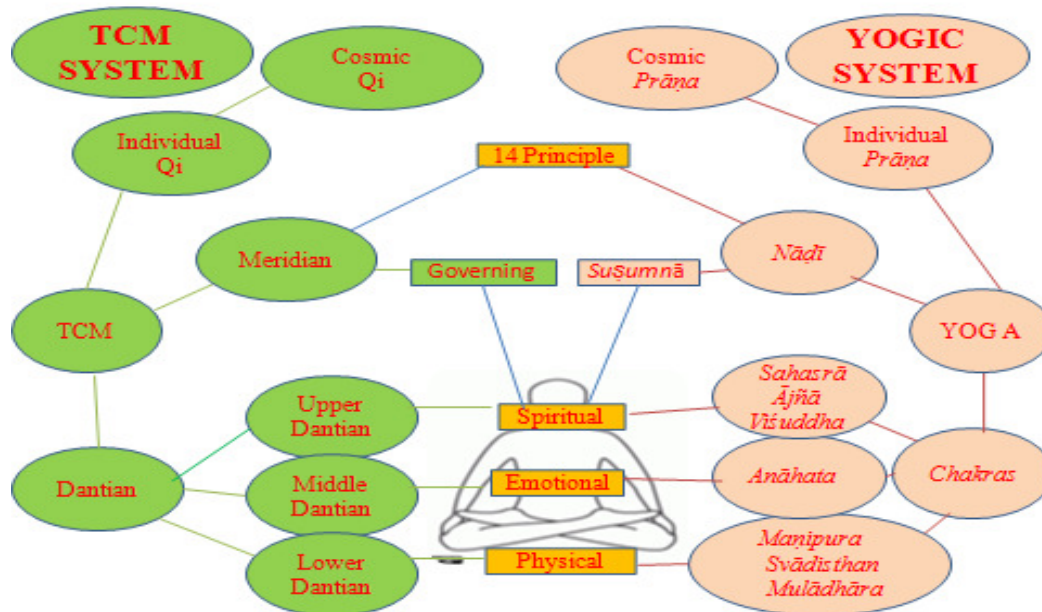 TCM
SYSTEM
Cosmic
Qi
Cosmic
Prāṇa
YOGIC
SYSTEM
Individual
Qi
14 Principle
Individual
Prāṇa
Meridian
Governing
Suṣumnā
Nāḍī
TCM
YOG A
Upper
Dantian
Spiritual
Sahasrā
Ājñā
Viśuddha
Dantian
Middle
Dantian
Emotional
Anāhata
Chakras
Lower
Dantian
Physical
Maṇipura
Svādisthan
Mulādhāra